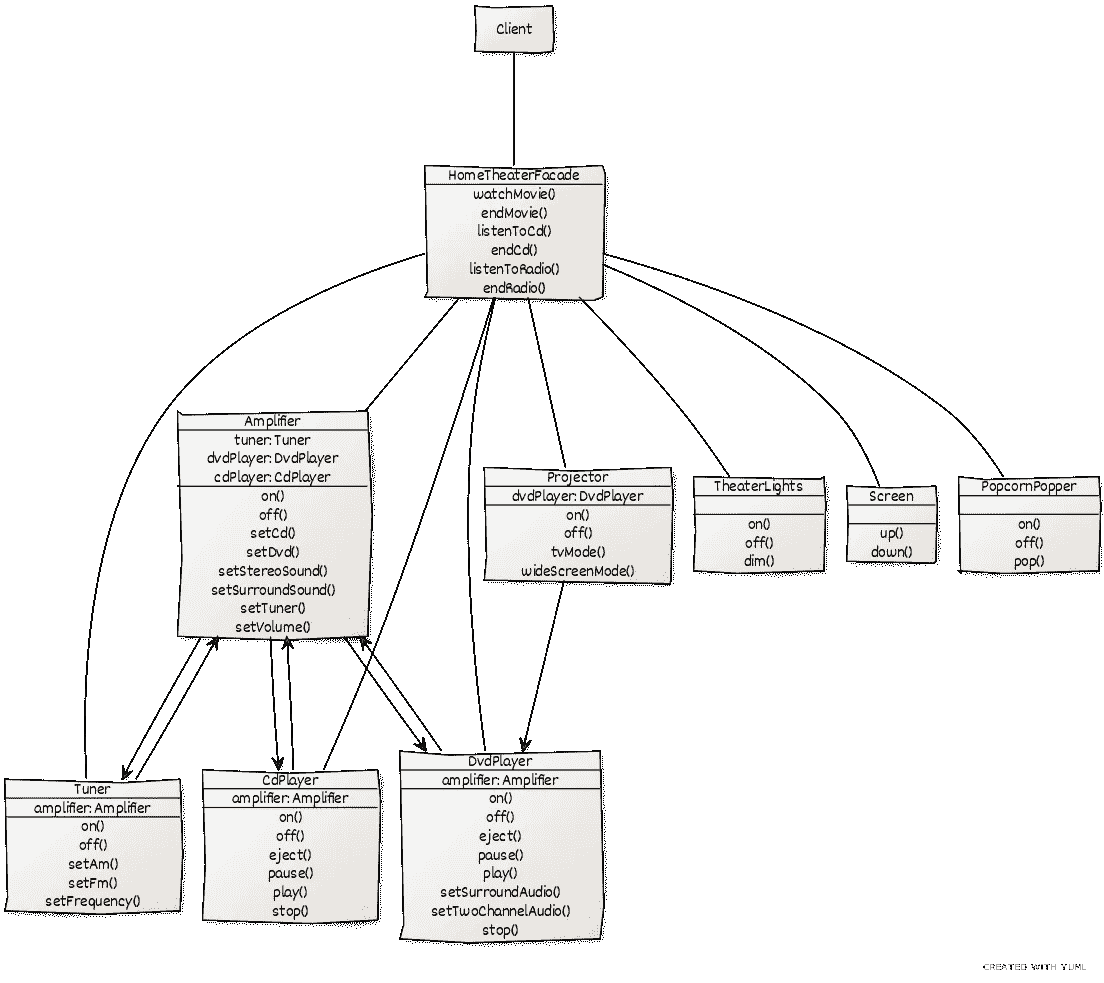 Client
HomeTheaterFacade
watchMovie()
endMovie()
listenToCd()
endCd()
listenToRadio()
endRadio()
Amplifier
tuner: Tuner
dvdPlayer: DvdPlayer
cdPlayer: CdPlayer
on()
off()
setCd()
setDvd()
setStereoSound()
setSurroundSound()
setTuner()
setVolume()
Projector
dvdPlayer: DvdPlayer
on()
off()
tvMode()
wideScreenMode()
TheaterLights
on()
off()
dim()
Screen
up()
down()
PopcornPopper
on()
off()
pop()
Tuner
amplifier: Amplifier
on()
off()
setAm()
setFm()
setFrequency()
CdPlayer
amplifier: Amplifier
on()
off()
eject()
pause()
play()
stop()
DvdPlayer
amplifier: Amplifier
on()
off()
eject()
pause()
play()
setSurroundAudio()
setTwoChannelAudio()
stop()
CREATED WITH YUML